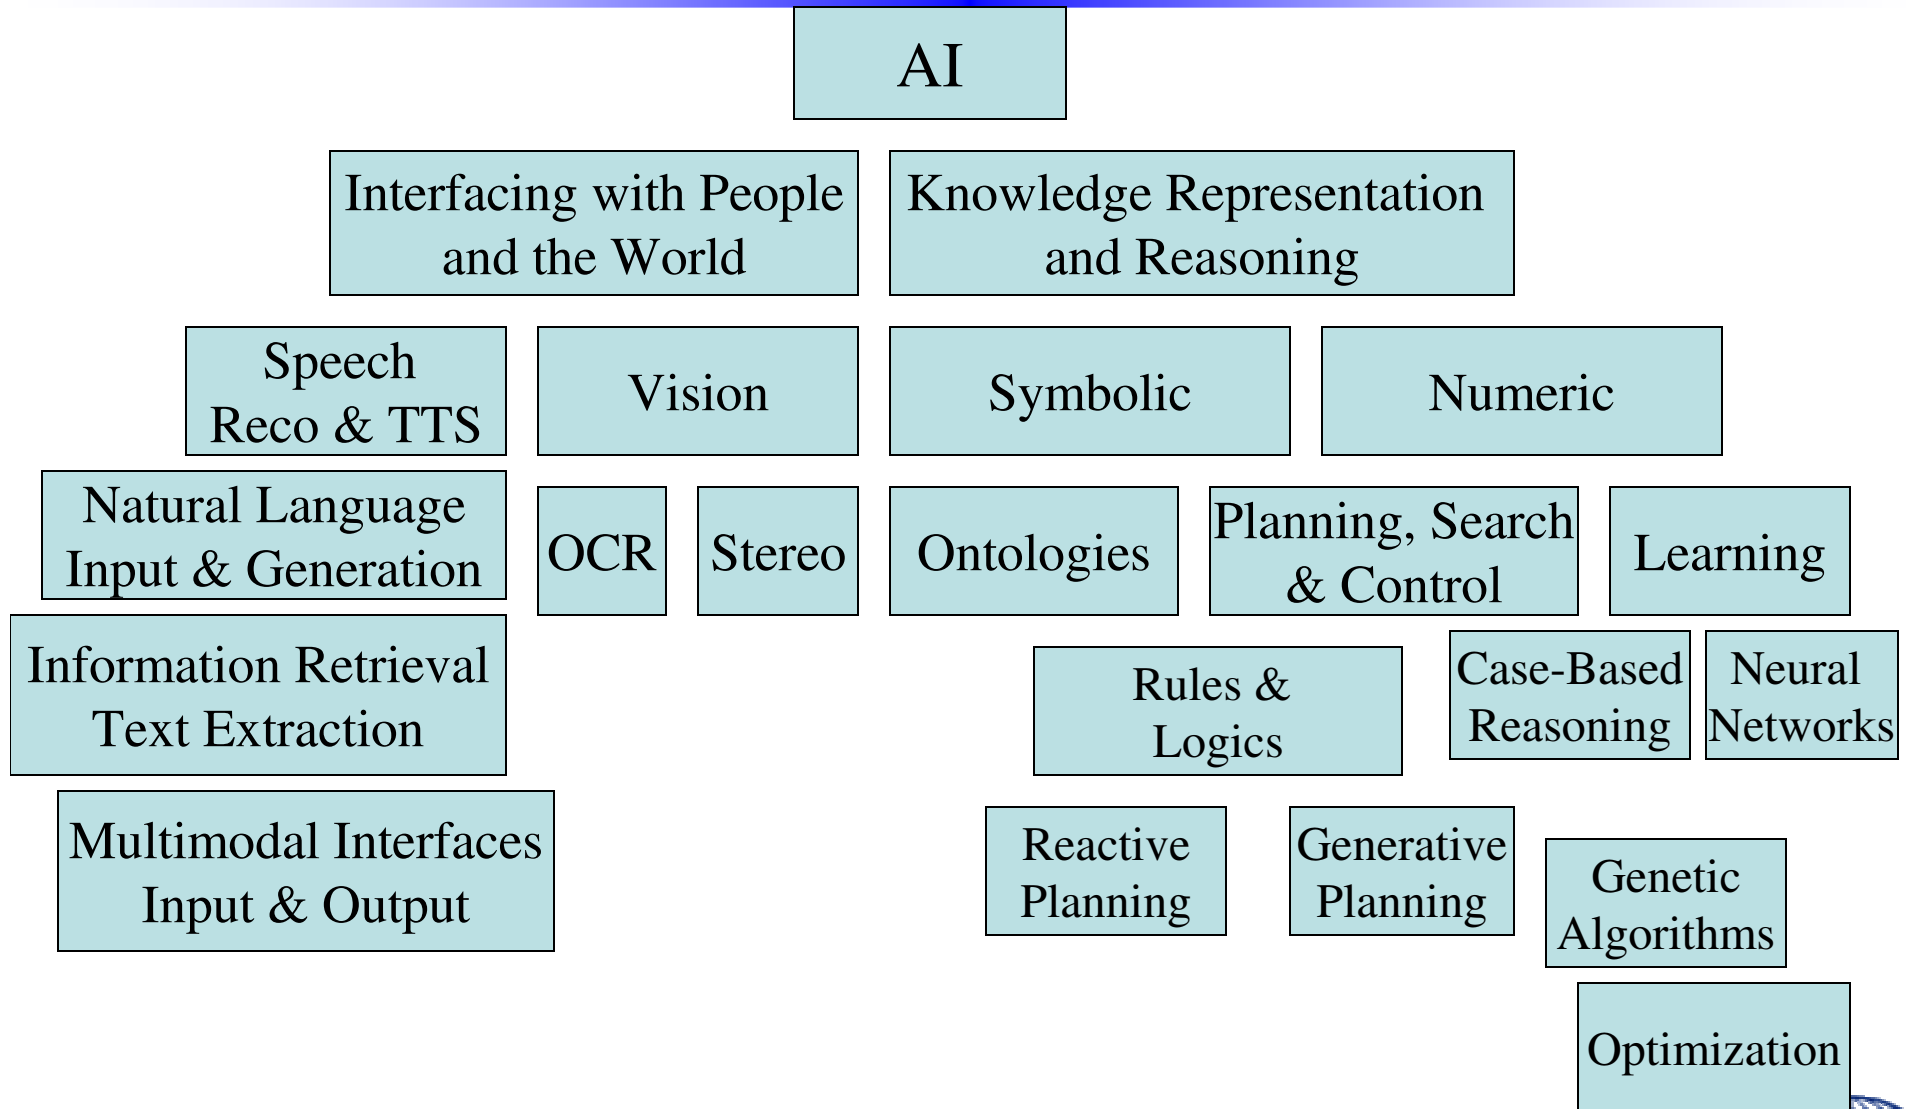 AI
Interfacing with People
and the World
Knowledge Representation
and Reasoning
Speech
Reco & TTS
Vision
Symbolic
Numeric
Natural Language
Input & Generation
OCR
Stereo
Ontologies
Planning, Search
& Control
Learning
Information Retrieval
Text Extraction
Rules &
Logics
Case-Based
Reasoning
Neural
Networks
Multimodal Interfaces
Input & Output
Reactive
Planning
Generative
Planning
Genetic
Algorithms
Optimization